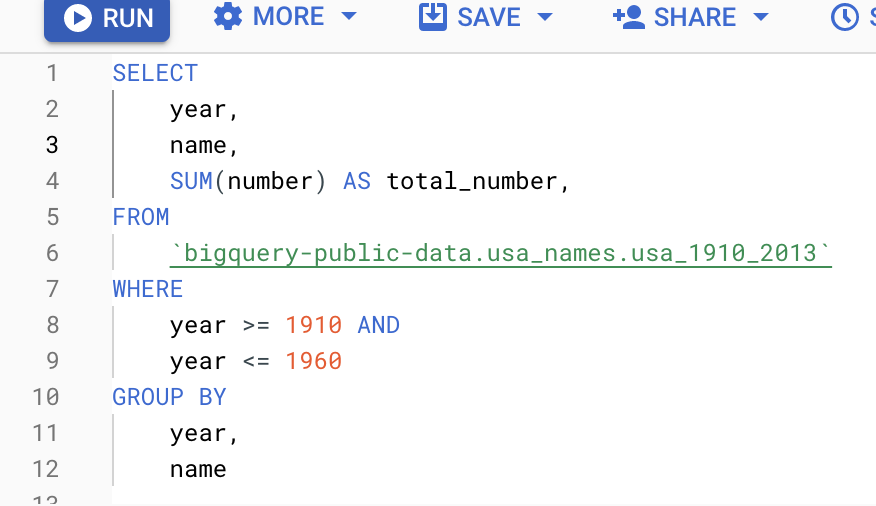 RUN MORE SAVE SHARE
1 SELECT
2 year,
3 name,
4 SUM(number) AS total_number,
5 FROM
6 `bigquery-public-data.usa_names.usa_1910_2013`
7 WHERE
8 year >= 1910 AND
9 year <= 1960
10 GROUP BY
11 year,
12 name